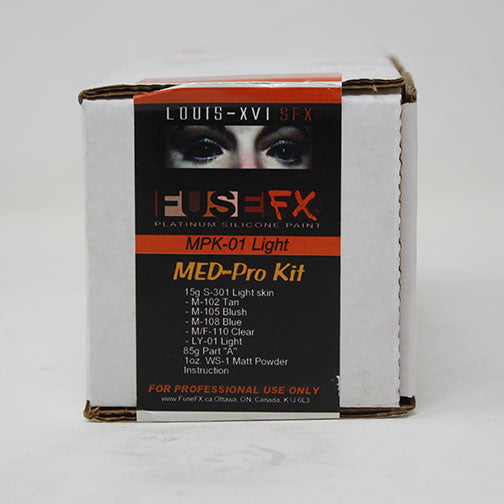 LOUIS-XVI SFX
FUSEFX
PLATINUM SILICONE PAINT
MPK-01 Light
MED-Pro Kit
15g S-301 Light skin
- M-102 Tan
- M-105 Blush
- M-108 Blue
- M/F-110 Clear
- LY-01 Light
85g Part "A"
1oz. WS-1 Matt Powder
Instruction
FOR PROFESSIONAL USE ONLY
www.FuseFX.ca Ottawa, ON, Canada, K1J 6L3